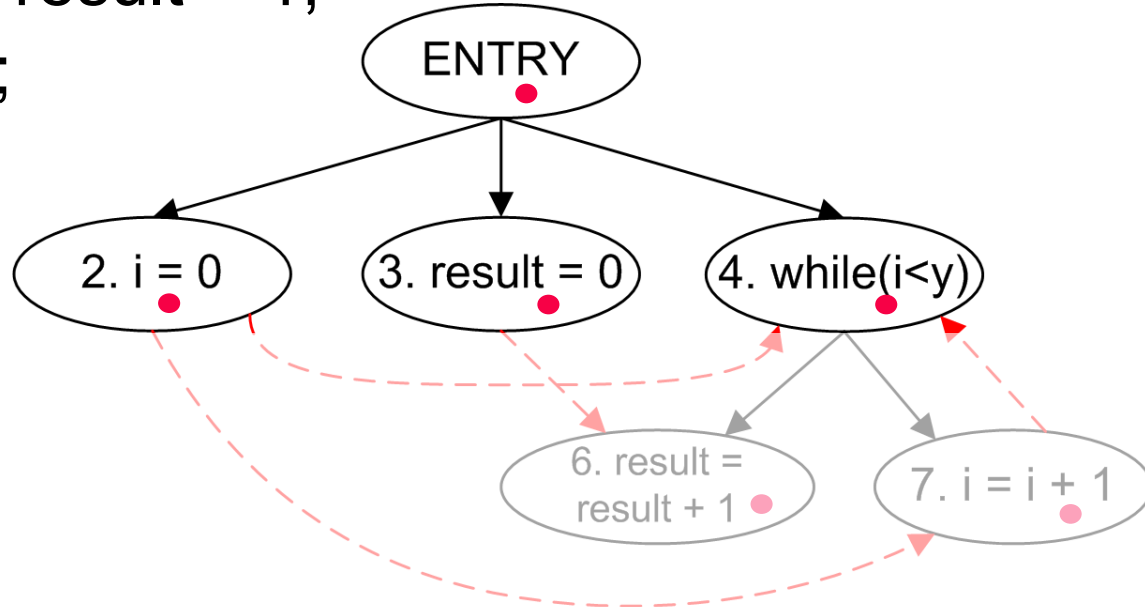 ;
ENTRY
2. i = 0
3. result = 0
4. while(i<y)
6. result =
result + 1
7. i = i + 1